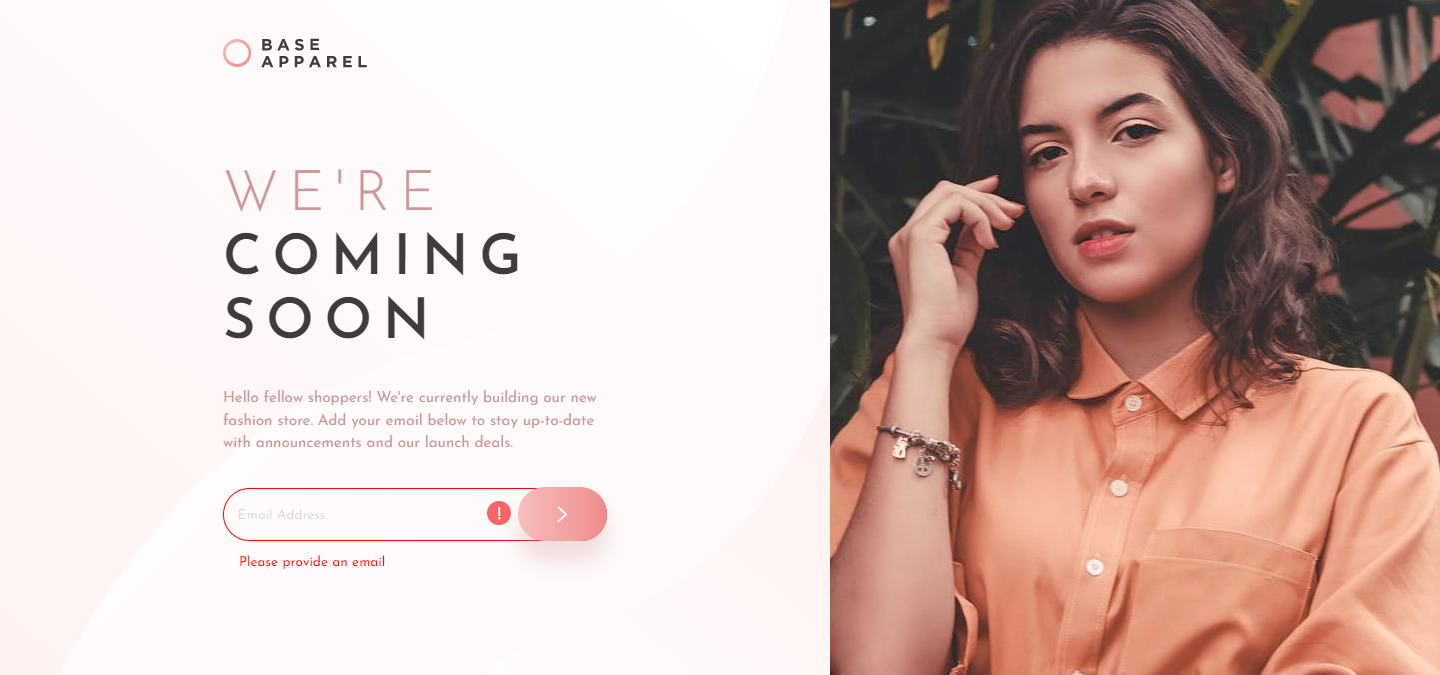 BASE
APPAREL
WE'RE
COMING
SOON
Hello fellow shoppers! We're currently building our new
fashion store. Add your email below to stay up-to-date
with announcements and our launch deals.
Email Address
!
Please provide an email